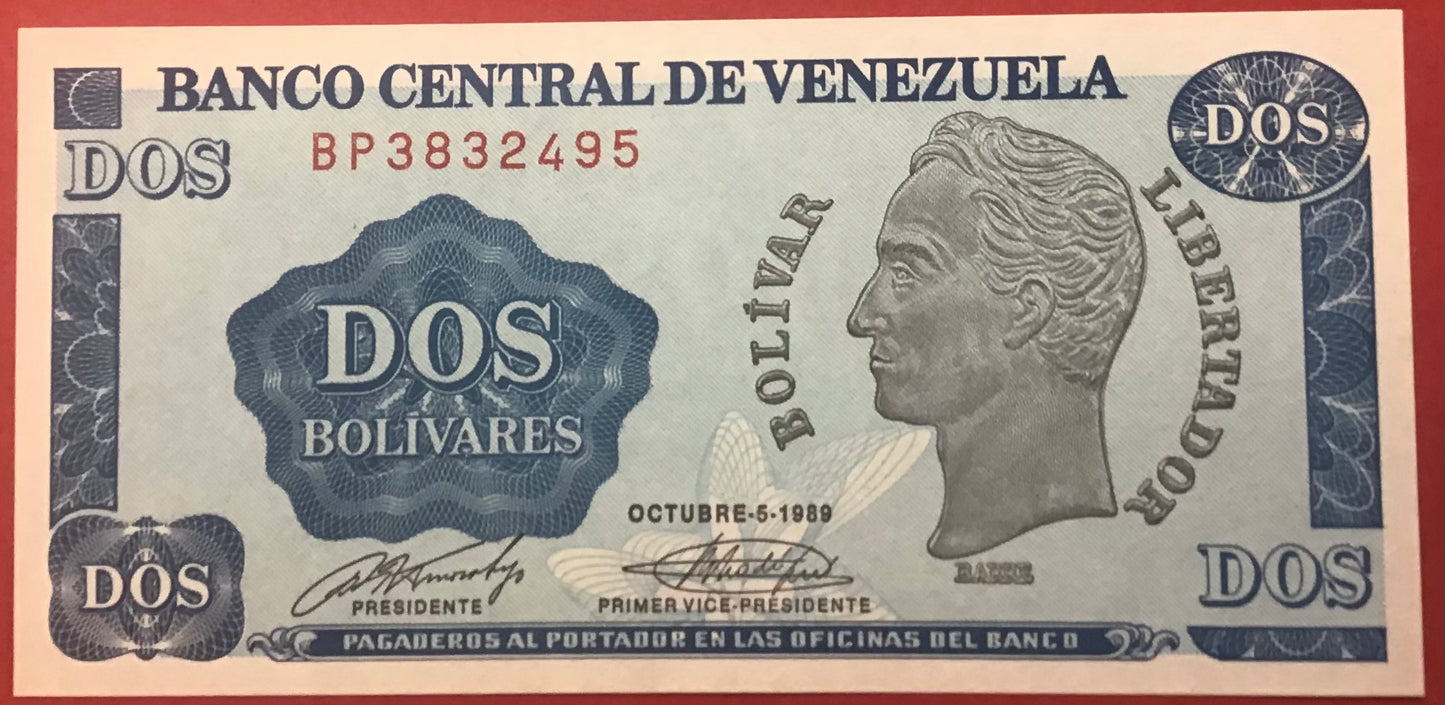 BANCO CENTRAL DE VENEZUELA
DOS
DOS
BP3832495
BOLÍVAR
LIBERTADOR
DOS
BOLÍVARES
OCTUBRE-5-1989
BARRE
DOS
PRESIDENTE
PRIMER VICE-PRESIDENTE
DOS
PAGADEROS AL PORTADOR EN LAS OFICINAS DEL BANCO